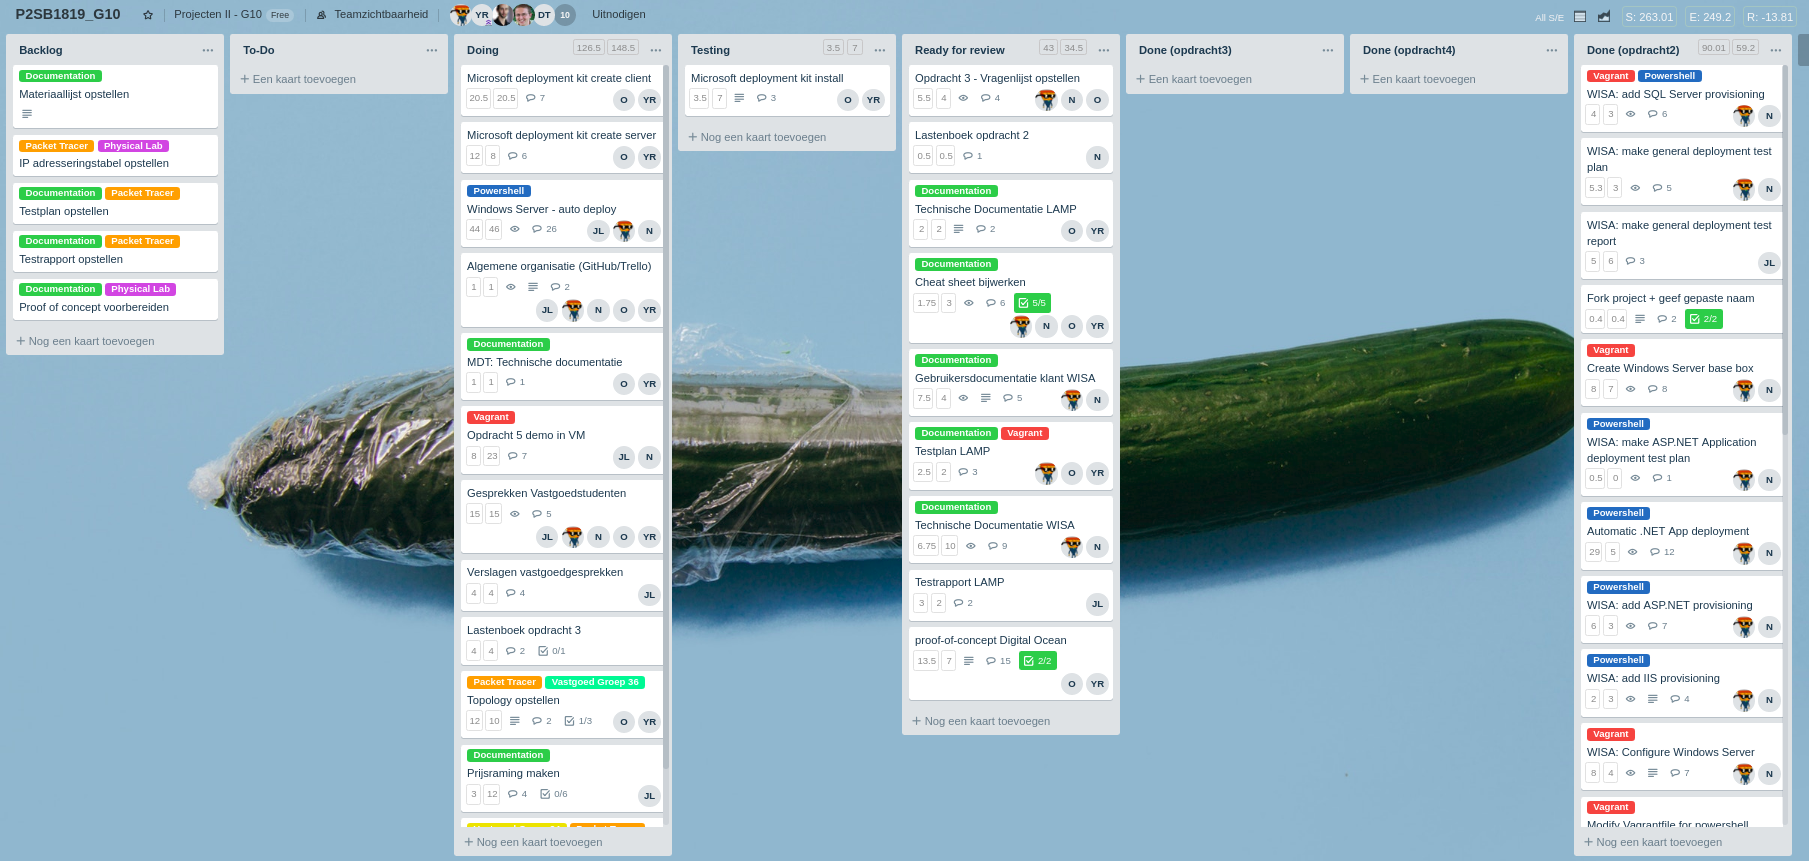 P2SB1819_G10
Projecten II - G10 Free
Teamzichtbaarheid
YR DT 10
Uitnodigen
All S/E S: 263.01 E: 249.2 R: -13.81
Backlog
Documentation
Materiaallijst opstellen
Packet Tracer Physical Lab
IP adresseringstabel opstellen
Documentation Packet Tracer
Testplan opstellen
Documentation Packet Tracer
Testrapport opstellen
Documentation Physical Lab
Proof of concept voorbereiden
+ Nog een kaart toevoegen
To-Do
+ Een kaart toevoegen
Doing 126.5 148.5
Microsoft deployment kit create client
20.5 20.5 7 O YR
Microsoft deployment kit create server
12 8 6 O YR
Powershell
Windows Server - auto deploy
44 46 26 JL N
Algemene organisatie (GitHub/Trello)
1 1 2
JL N O YR
Documentation
MDT: Technische documentatie
1 1 1 O YR
Vagrant
Opdracht 5 demo in VM
8 23 7 JL N
Gesprekken Vastgoedstudenten
15 15 5
JL N O YR
Verslagen vastgoedgesprekken
4 4 4 JL
Lastenboek opdracht 3
4 4 2 0/1
Packet Tracer Vastgoed Groep 36
Topology opstellen
12 10 2 1/3 O YR
Documentation
Prijsraming maken
3 12 4 0/6 JL
+ Nog een kaart toevoegen
Testing 3.5 7
Microsoft deployment kit install
3.5 7 3 O YR
+ Nog een kaart toevoegen
Ready for review 43 34.5
Opdracht 3 - Vragenlijst opstellen
5.5 4 4 N O
Lastenboek opdracht 2
0.5 0.5 1 N
Documentation
Technische Documentatie LAMP
2 2 2 O YR
Documentation
Cheat sheet bijwerken
1.75 3 6 5/5
N O YR
Documentation
Gebruikersdocumentatie klant WISA
7.5 4 5 N
Documentation Vagrant
Testplan LAMP
2.5 2 3 O YR
Documentation
Technische Documentatie WISA
6.75 10 9 N
Testrapport LAMP
3 2 2 JL
proof-of-concept Digital Ocean
13.5 7 15 2/2
O YR
+ Nog een kaart toevoegen
Done (opdracht3)
+ Een kaart toevoegen
Done (opdracht4)
+ Een kaart toevoegen
Done (opdracht2) 90.01 59.2
Vagrant Powershell
WISA: add SQL Server provisioning
4 3 6 N
WISA: make general deployment test
plan
5.3 3 5 N
WISA: make general deployment test
report
5 6 3 JL
Fork project + geef gepaste naam
0.4 0.4 2 2/2
Vagrant
Create Windows Server base box
8 7 8 N
Powershell
WISA: make ASP.NET Application
deployment test plan
0.5 0 1 N
Powershell
Automatic .NET App deployment
29 5 12 N
Powershell
WISA: add ASP.NET provisioning
6 3 7 N
Powershell
WISA: add IIS provisioning
2 3 4 N
Vagrant
WISA: Configure Windows Server
8 4 7 N
Vagrant
Modify Vagrantfile for powershell
+ Nog een kaart toevoegen